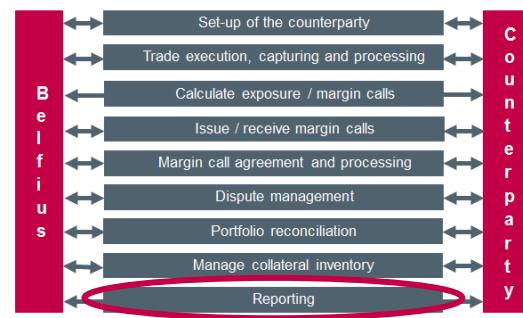 Belfius
Set-up of the counterparty
Trade execution, capturing and processing
Calculate exposure / margin calls
Issue / receive margin calls
Margin call agreement and processing
Dispute management
Portfolio reconciliation
Manage collateral inventory
Reporting
Counterparty